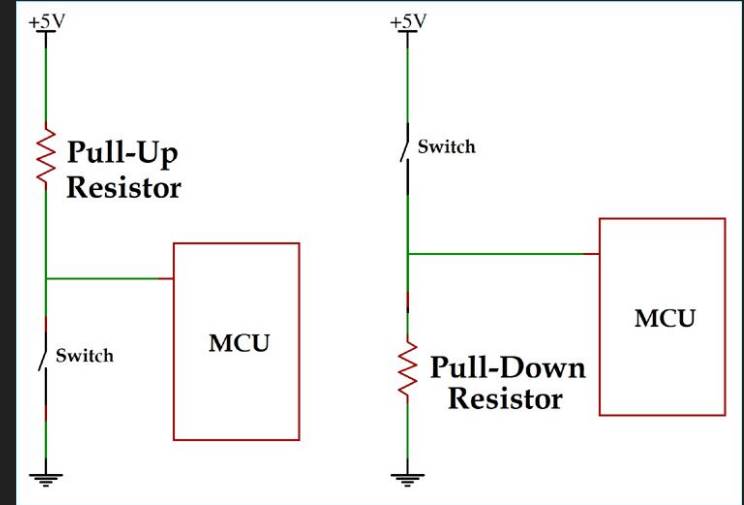 +5V
Pull-Up
Resistor
Switch
MCU
+5V
Switch
MCU
Pull-Down
Resistor